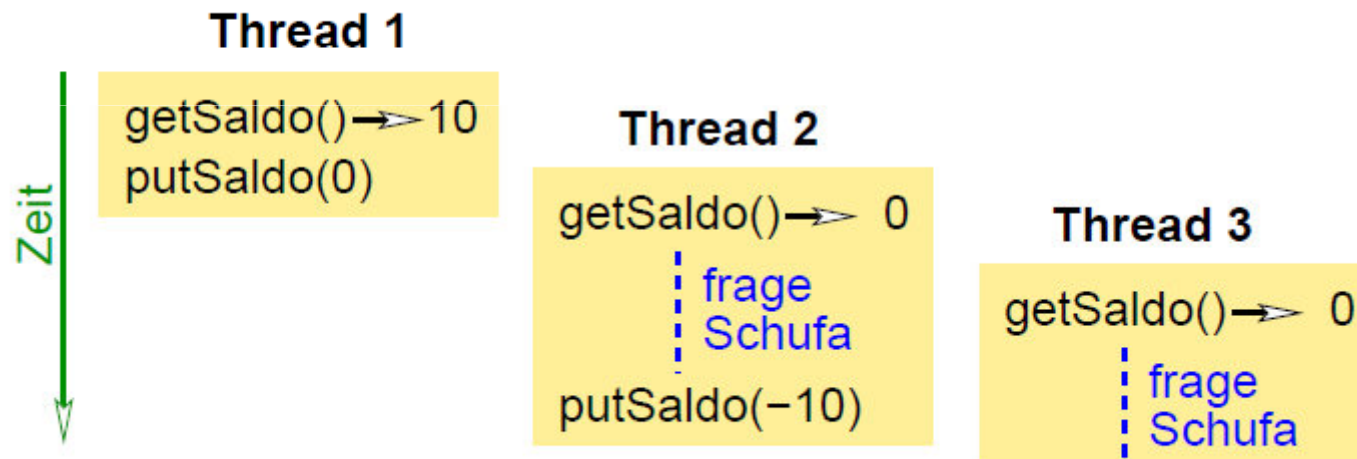 Thread 1
getSaldo() 10
putSaldo(0)
Zeit
Thread 2
getSaldo() 0
frage
Schufa
putSaldo(−10)
Thread 3
getSaldo() 0
frage
Schufa